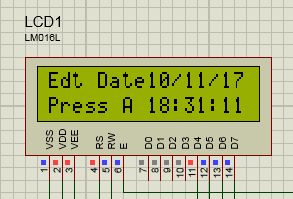 LCD1
LM016L
Edt Date10/11/17
Press A 18:31:11
VSS VDD VEE RS RW E D0 D1 D2 D3 D4 D5 D6 D7
1 2 3 4 5 6 7 8 9 10 11 12 13 14